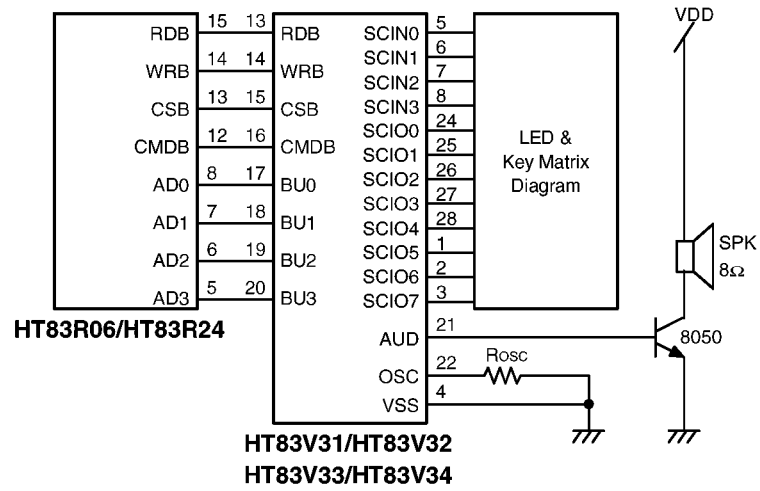 VDD
RDB 15 13 RDB SCIN0 5
SCIN1 6
WRB 14 14 WRB SCIN2 7
CSB 13 15 CSB SCIN3 8
SCIO0 24
CMDB 12 16 CMDB SCIO1 25
AD0 8 17 BU0 SCIO2 26
SCIO3 27
AD1 7 18 BU1 SCIO4 28
AD2 6 19 BU2 SCIO5 1
SCIO6 2
AD3 5 20 BU3 SCIO7 3
LED &
Key Matrix
Diagram
SPK
8Ω
HT83R06/HT83R24
AUD 21
8050
OSC 22 Rosc
VSS 4
HT83V31/HT83V32
HT83V33/HT83V34